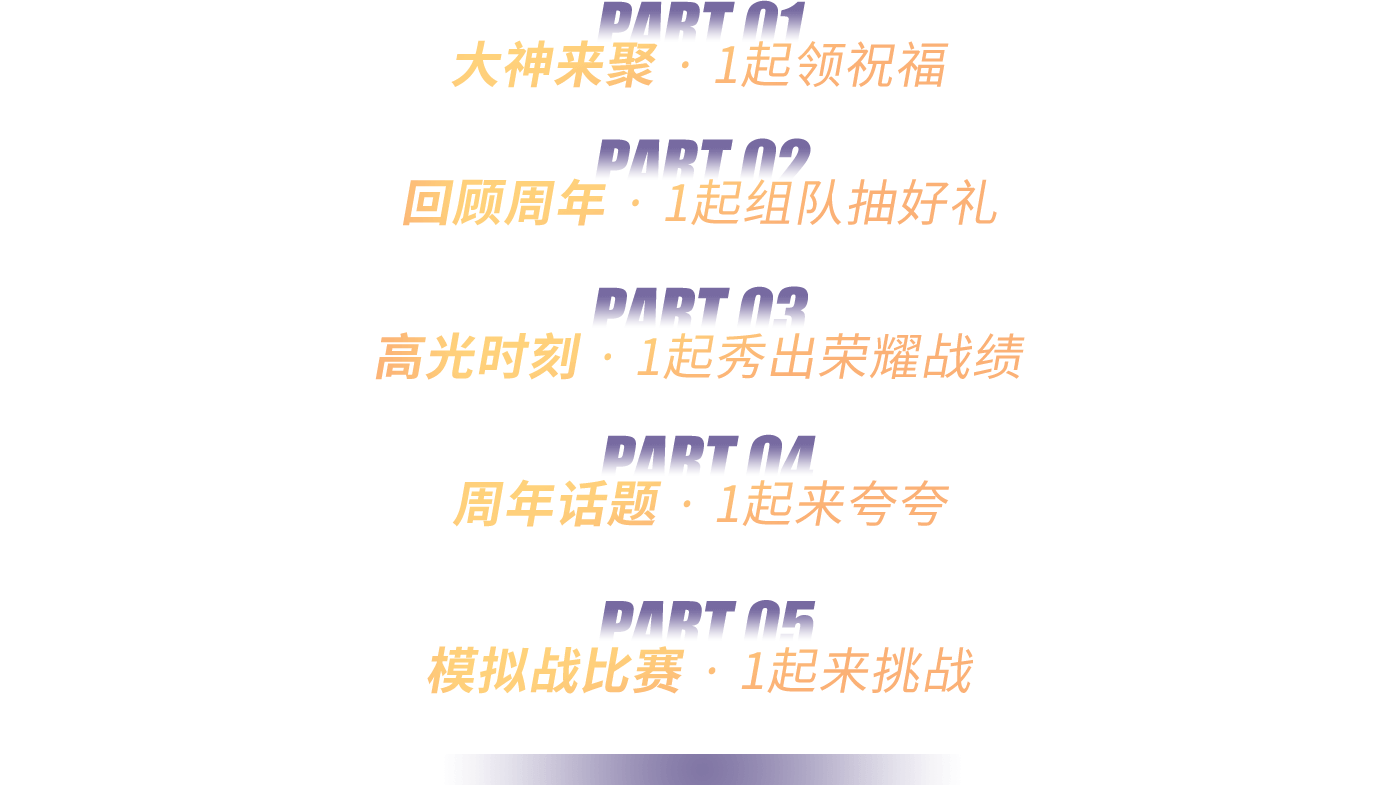 PART 01
大神来聚 · 1起领祝福
PART 02
回顾周年 · 1起组队抽好礼
PART 03
高光时刻 · 1起秀出荣耀战绩
PART 04
周年话题 · 1起来夸夸
PART 05
模拟战比赛 · 1起来挑战